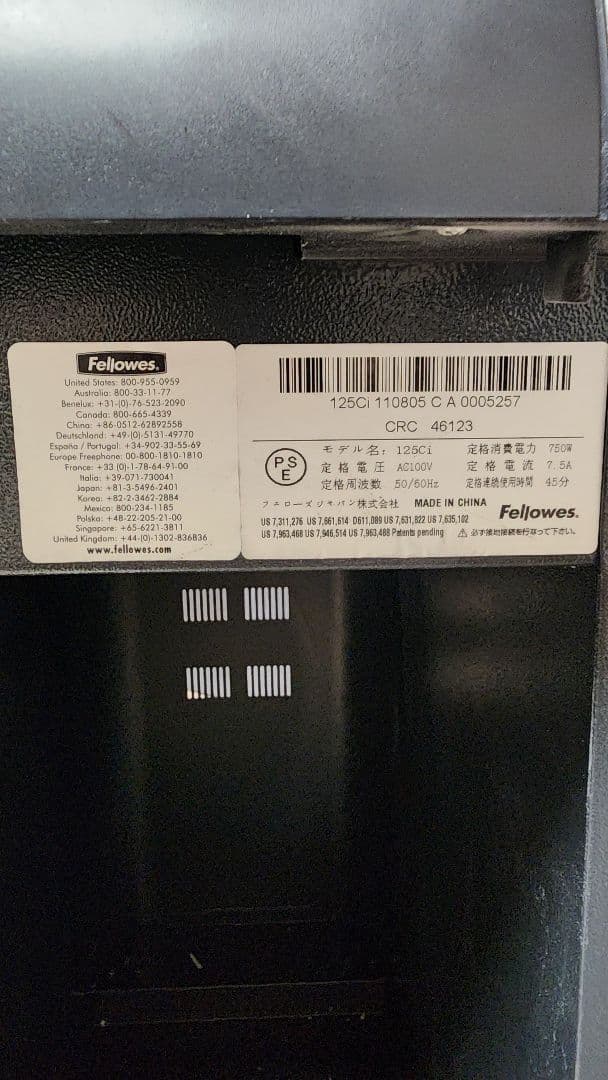 Fellowes.
United States: 800-955-0959
Australia: 800-33-11-77
Benelux: +31-(0)-76-523-2090
Canada: 800-665-4339
China: +86-0512-62892558
Deutschland: +49-(0)-5131-49770
España / Portugal: +34-902-33-55-69
Europe Freephone: 00-800-1810-1810
France: +33 (0)-1-78-64-91-00
Italia: +39-071-730041
Japan: +81-3-5496-2401
Korea: +82-2-3462-2884
Mexico: 800-234-1185
Polska: +48-22-205-21-00
Singapore: +65-6221-3811
United Kingdom: +44-(0)-1302-836836
www.fellowes.com
125Ci 110805 C A 0005257
CRC 46123
PSE
モデル名: 125Ci 定格消費電力 750W
定格電圧 AC100V 定格電流 7.5A
定格周波数 50/60Hz 定格連続使用時間 45分
フェローズジャパン株式会社 MADE IN CHINA Fellowes.
US 7,311,276 US 7,661,614 D611,089 US 7,631,822 US 7,635,102
US 7,963,468 US 7,946,514 US 7,963,468 Patents pending ⚠ 必ず接地接続を行なって下さい。